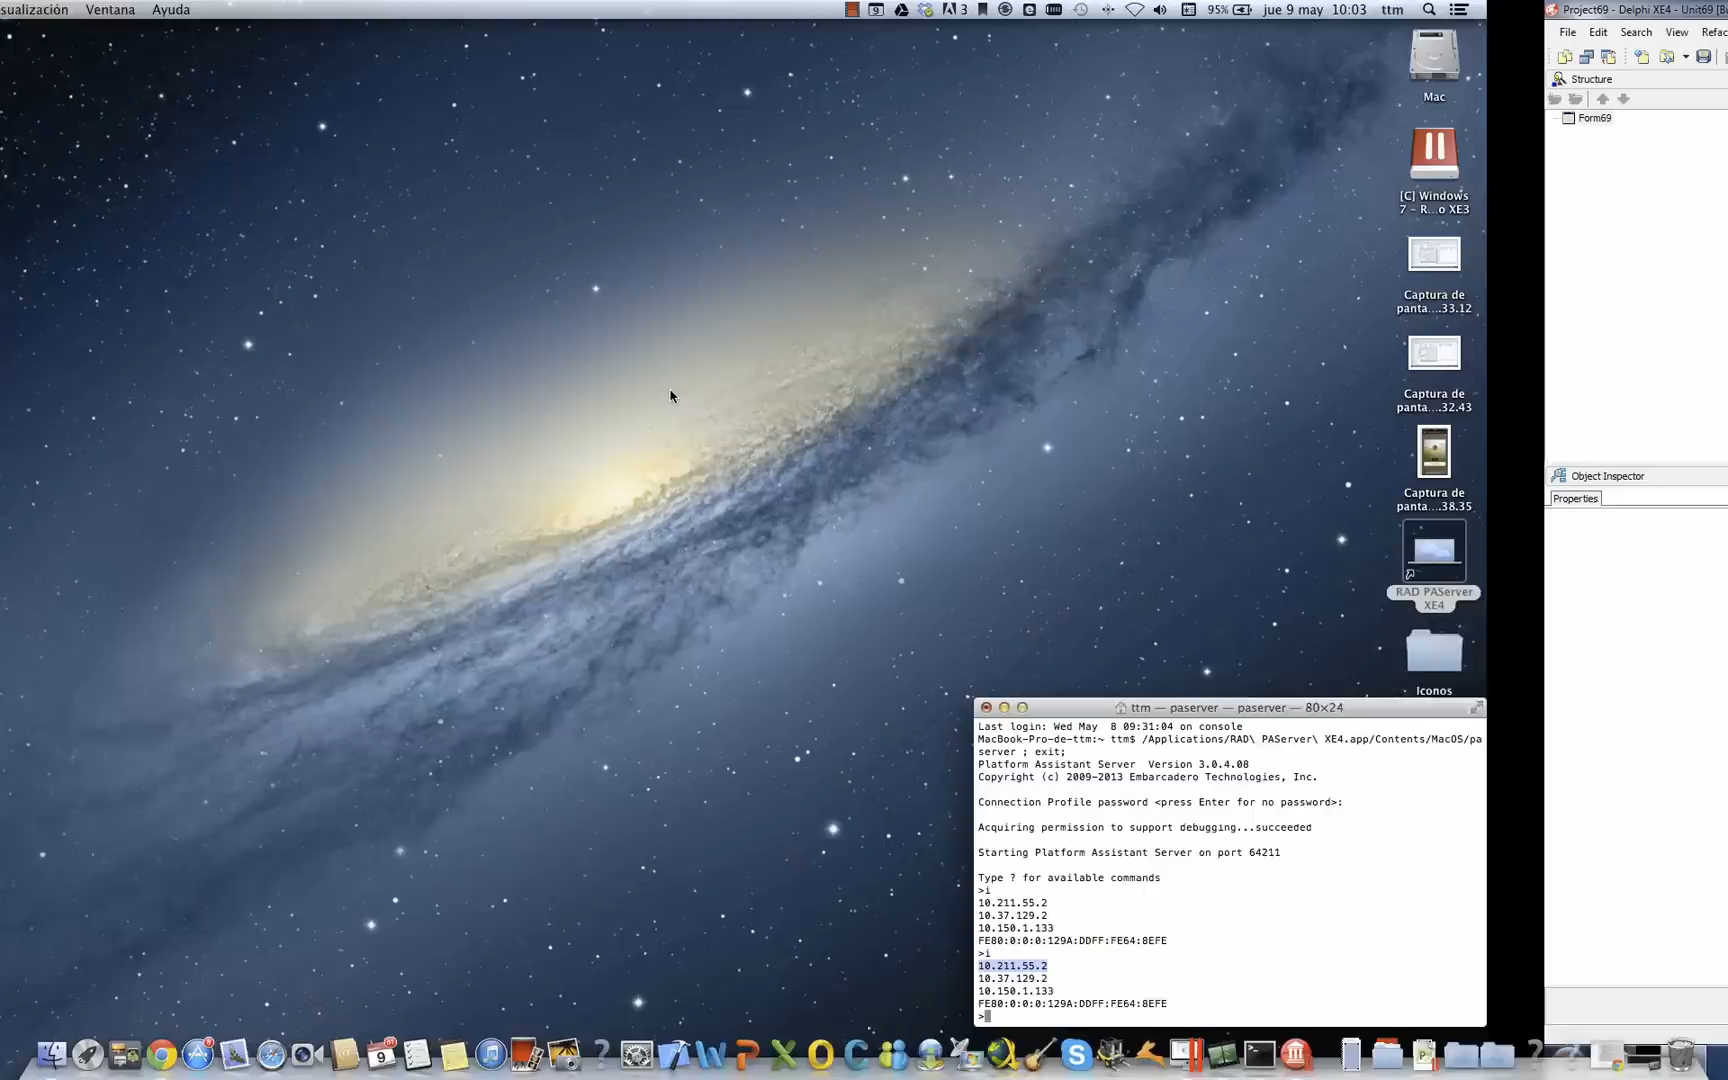 sualización Ventana Ayuda
3
95% jue 9 may 10:03 ttm
Mac
[C] Windows
7 – R...o XE3
Captura de
panta....33.12
Captura de
panta....32.43
Captura de
panta....38.35
RAD PAServer
XE4
Iconos
ttm — paserver — paserver — 80×24
Last login: Wed May  8 09:31:04 on console
MacBook-Pro-de-ttm:~ ttm$ /Applications/RAD\ PAServer\ XE4.app/Contents/MacOS/pa
server ; exit;
Platform Assistant Server  Version 3.0.4.08
Copyright (c) 2009-2013 Embarcadero Technologies, Inc.
Connection Profile password <press Enter for no password>:
Acquiring permission to support debugging...succeeded
Starting Platform Assistant Server on port 64211
Type ? for available commands
>i
10.211.55.2
10.37.129.2
10.150.1.133
FE80:0:0:0:129A:DDFF:FE64:8EFE
>i
10.211.55.2
10.37.129.2
10.150.1.133
FE80:0:0:0:129A:DDFF:FE64:8EFE
>
Project69 - Delphi XE4 - Unit69 [B
File Edit Search View Refac
Structure
Form69
Object Inspector
Properties